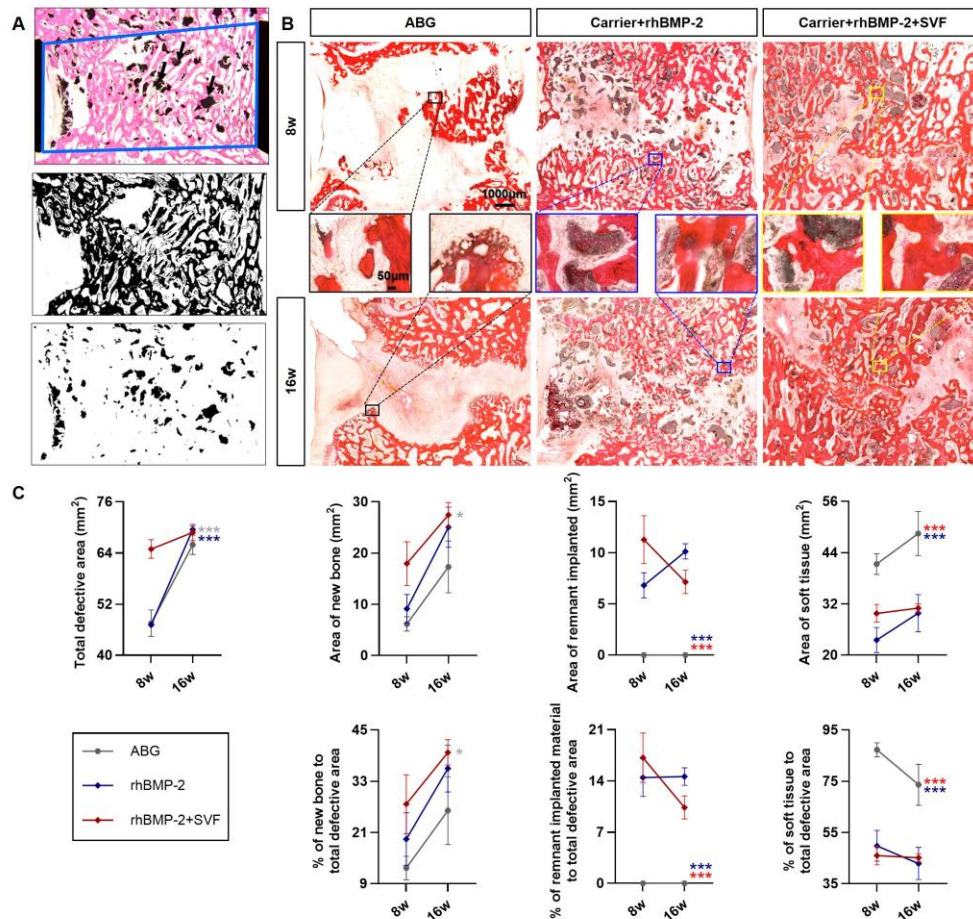 A
B
ABG
Carrier+rhBMP-2
Carrier+rhBMP-2+SVF
8w
1000μm
50μm
16w
C
Total defective area (mm²)
76
64
52
40
8w
16w
***
***
Area of new bone (mm²)
30
20
10
0
8w
16w
*
Area of remnant implanted (mm²)
15
10
5
0
8w
16w
***
***
Area of soft tissue (mm²)
56
44
32
20
8w
16w
***
***
ABG
rhBMP-2
rhBMP-2+SVF
% of new bone to
total defective area
45
33
21
9
8w
16w
*
% of remnant implanted material
to total defective area
21
14
7
0
8w
16w
***
***
% of soft tissue to
total defective area
95
75
55
35
8w
16w
***
***